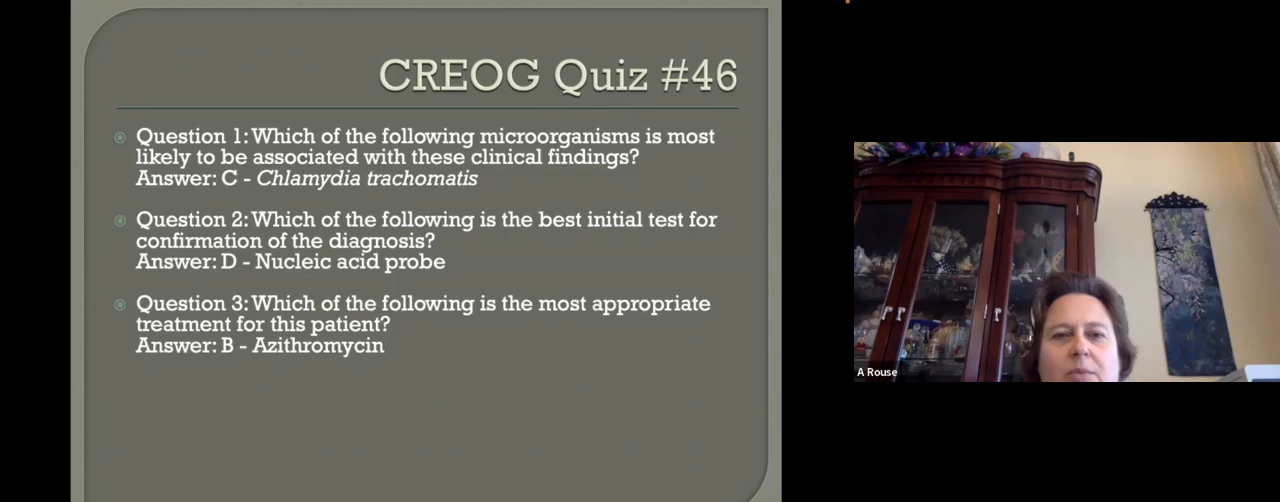 CREOG Quiz #46
Question 1: Which of the following microorganisms is most
likely to be associated with these clinical findings?
Answer: C - Chlamydia trachomatis
Question 2: Which of the following is the best initial test for
confirmation of the diagnosis?
Answer: D - Nucleic acid probe
Question 3: Which of the following is the most appropriate
treatment for this patient?
Answer: B - Azithromycin
A Rouse